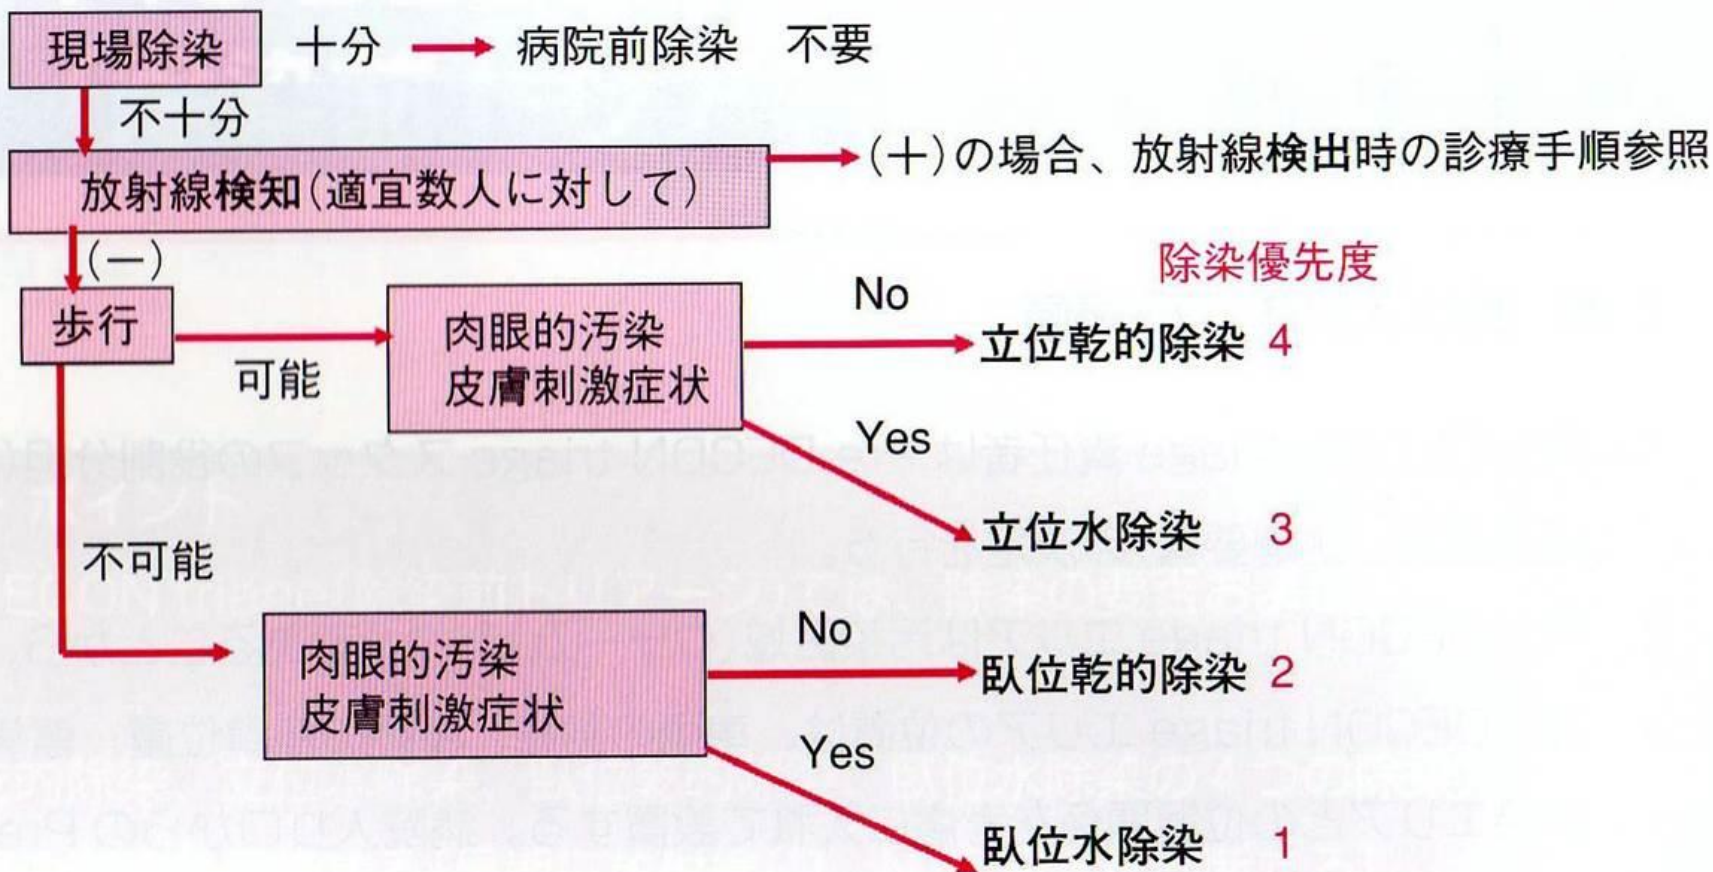 現場除染 十分 → 病院前除染 不要
不十分
放射線検知(適宜数人に対して) → (+)の場合、放射線検出時の診療手順参照
(−)
除染優先度
歩行
可能
肉眼的汚染
皮膚刺激症状
No
立位乾的除染 4
Yes
立位水除染 3
不可能
肉眼的汚染
皮膚刺激症状
No
臥位乾的除染 2
Yes
臥位水除染 1